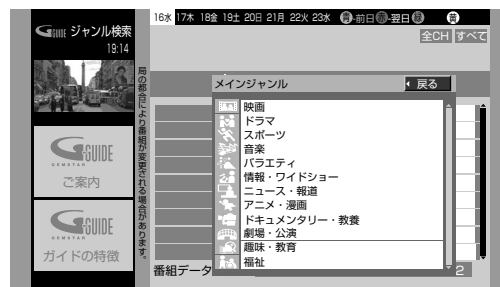 GUIDE ジャンル検索
19:14
16水 17木 18金 19土 20日 21月 22火 23水 青-前日 赤-翌日 緑 黄
全CH すべて
局の都合により番組が変更される場合があります。
メインジャンル
戻る
映画
ドラマ
スポーツ
音楽
バラエティ
情報・ワイドショー
ニュース・報道
アニメ・漫画
ドキュメンタリー・教養
劇場・公演
趣味・教育
福祉
GUIDE
GEMSTAR
ご案内
GUIDE
GEMSTAR
ガイドの特徴
番組データ
2